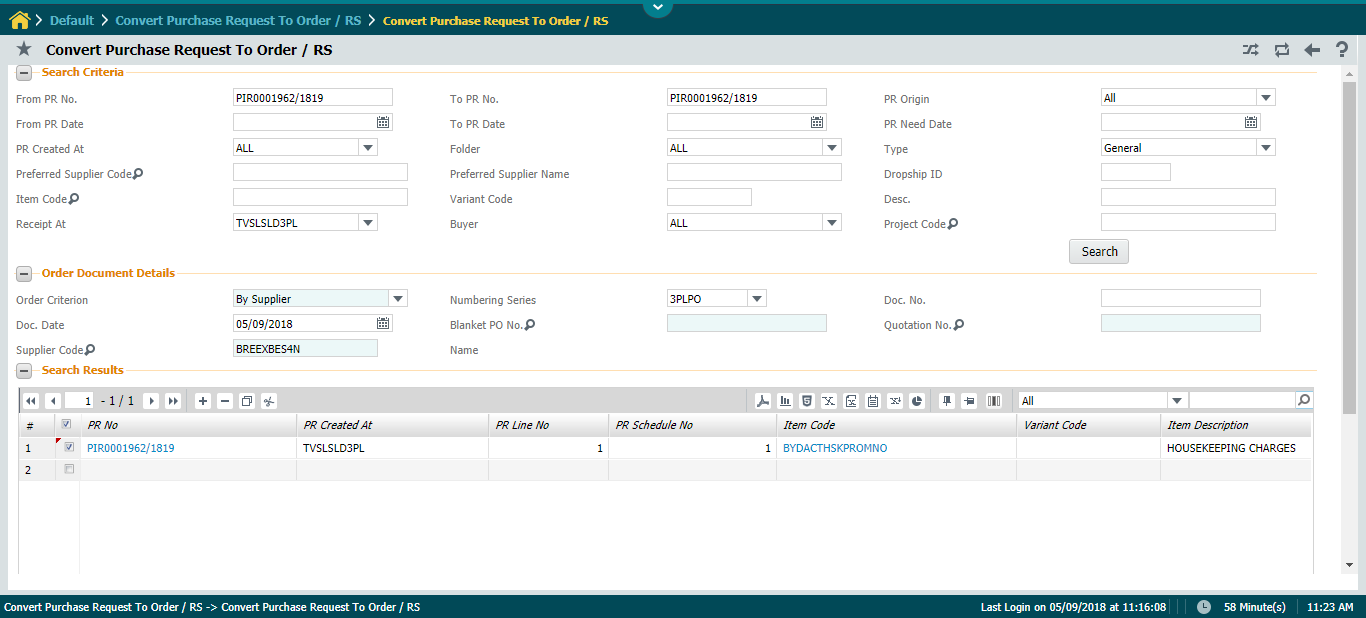 Default > Convert Purchase Request To Order / RS > Convert Purchase Request To Order / RS
Convert Purchase Request To Order / RS
Search Criteria
From PR No. PIR0001962/1819 To PR No. PIR0001962/1819 PR Origin All
From PR Date To PR Date PR Need Date
PR Created At ALL Folder ALL Type General
Preferred Supplier Code Preferred Supplier Name Dropship ID
Item Code Variant Code Desc.
Receipt At TVSLSLD3PL Buyer ALL Project Code
Search
Order Document Details
Order Criterion By Supplier Numbering Series 3PLPO Doc. No.
Doc. Date 05/09/2018 Blanket PO No. Quotation No.
Supplier Code BREEXBES4N Name
Search Results
1 - 1 / 1 All
# PR No PR Created At PR Line No PR Schedule No Item Code Variant Code Item Description
1 PIR0001962/1819 TVSLSLD3PL 1 1 BYDACTHSKPROMNO HOUSEKEEPING CHARGES
2
Convert Purchase Request To Order / RS -> Convert Purchase Request To Order / RS Last Login on 05/09/2018 at 11:16:08 58 Minute(s) 11:23 AM